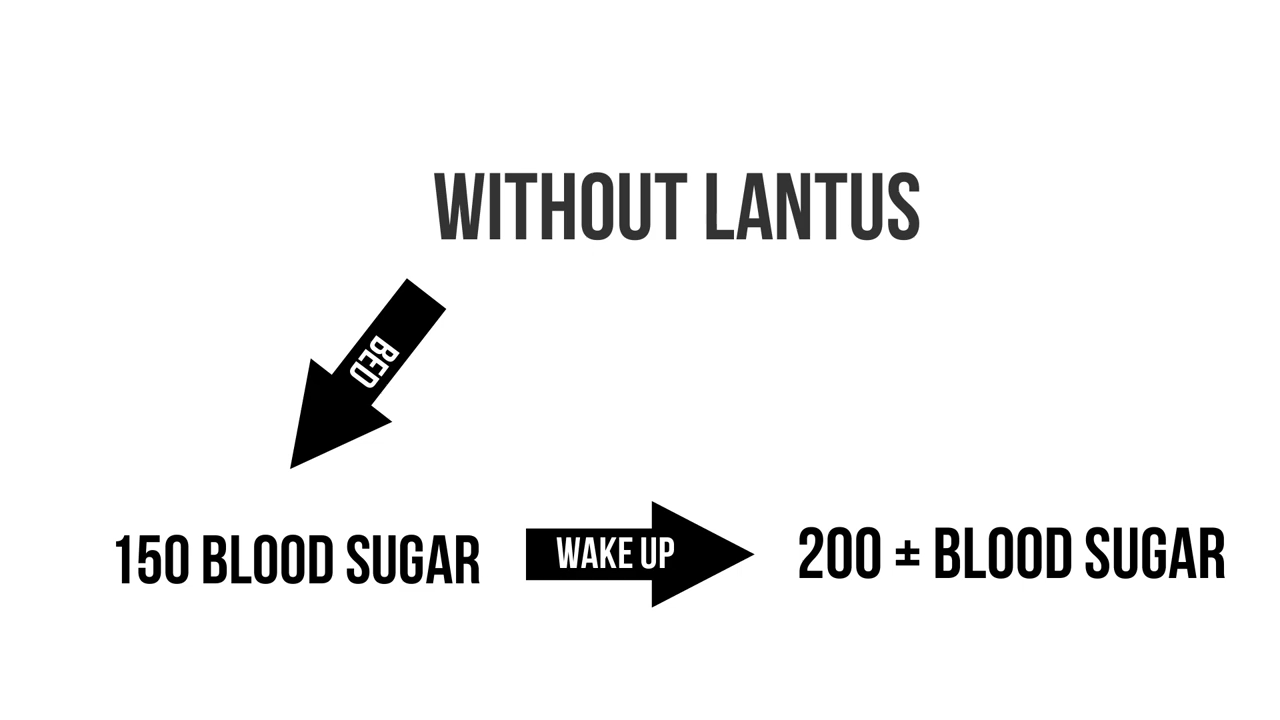 WITHOUT LANTUS
BED
150 BLOOD SUGAR
WAKE UP
200 ± BLOOD SUGAR